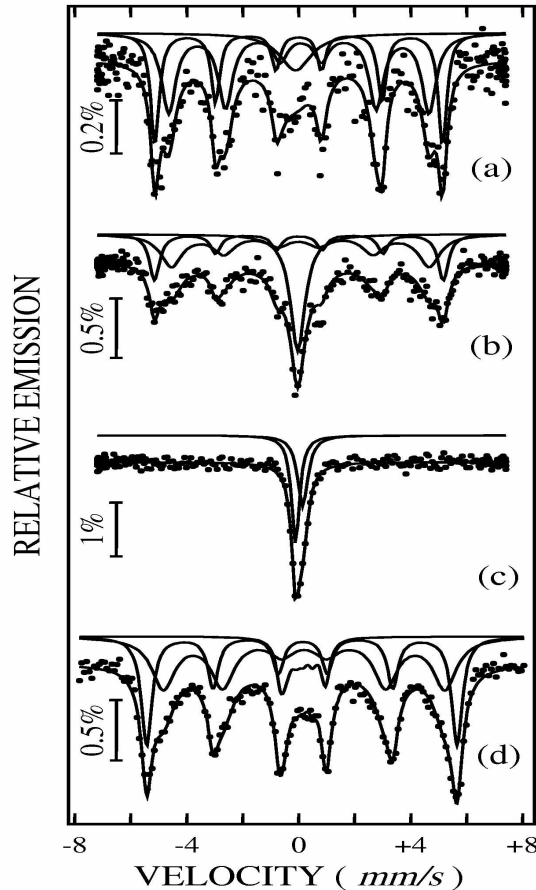 RELATIVE EMISSION
0.2%
(a)
0.5%
(b)
1%
(c)
0.5%
(d)
-8 -4 0 +4 +8
VELOCITY ( mm/s )